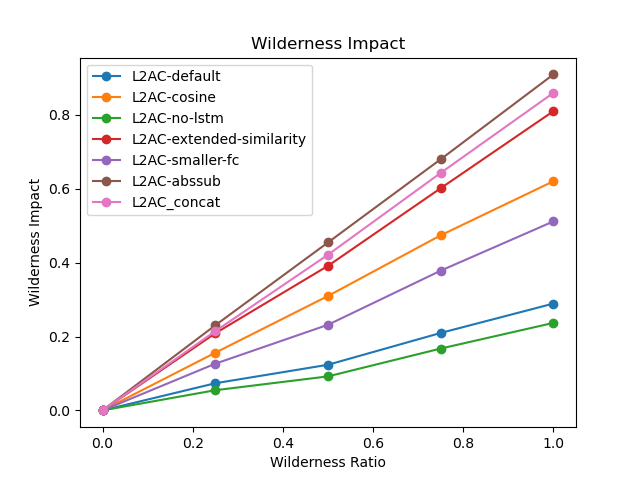 Wilderness Impact
L2AC-default
L2AC-cosine
L2AC-no-lstm
L2AC-extended-similarity
L2AC-smaller-fc
L2AC-abssub
L2AC_concat
Wilderness Impact
0.8
0.6
0.4
0.2
0.0
0.0 0.2 0.4 0.6 0.8 1.0
Wilderness Ratio